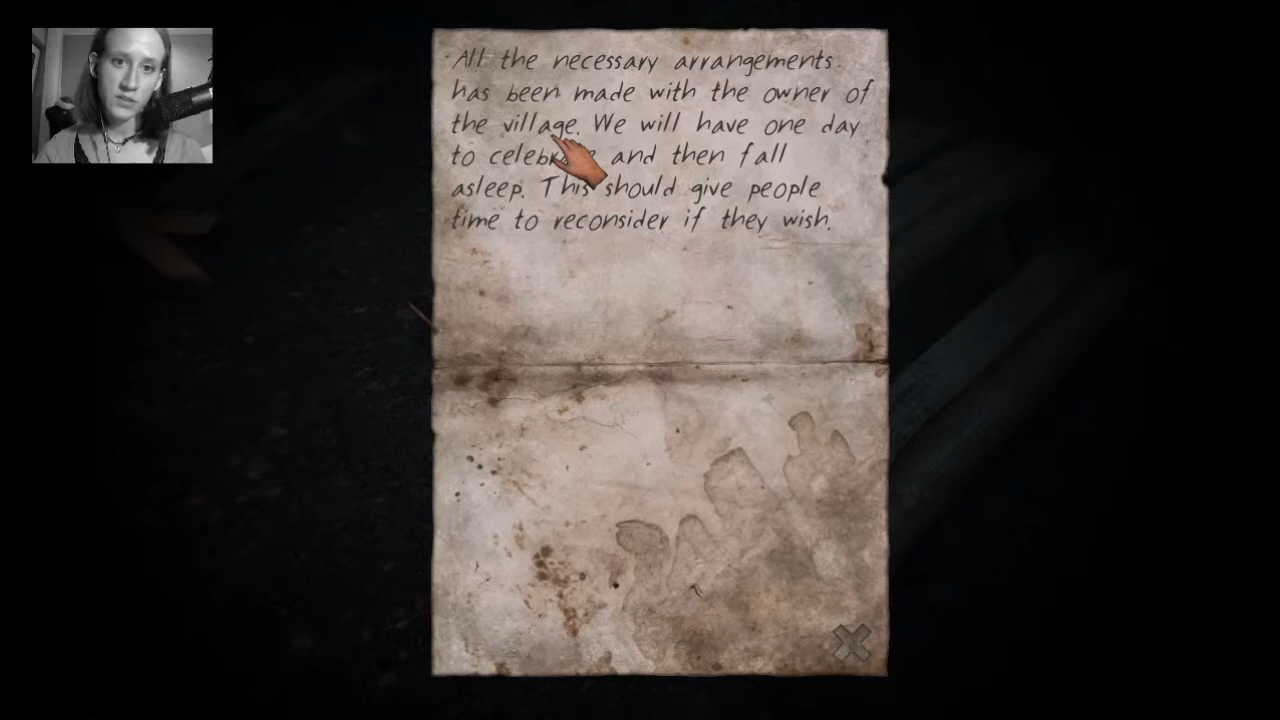 All the necessary arrangements
has been made with the owner of
the village. We will have one day
to and then fall
asleep. This should give people
time to reconsider if they wish.